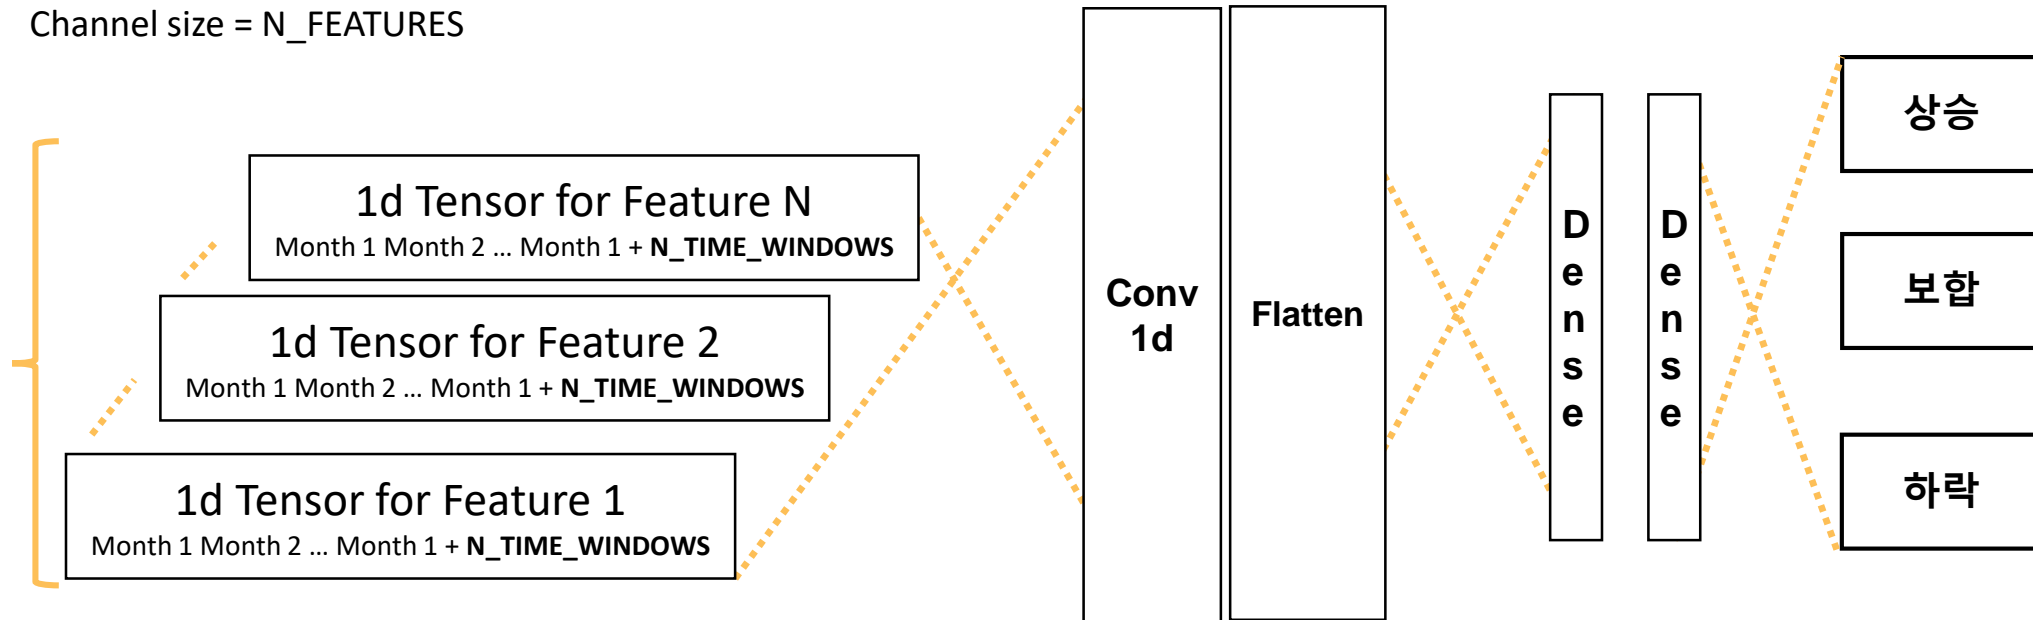 Channel size = N_FEATURES
1d Tensor for Feature N
Month 1 Month 2 ... Month 1 + N_TIME_WINDOWS
1d Tensor for Feature 2
Month 1 Month 2 ... Month 1 + N_TIME_WINDOWS
1d Tensor for Feature 1
Month 1 Month 2 ... Month 1 + N_TIME_WINDOWS
Conv
1d
Flatten
Dense
Dense
상승
보합
하락